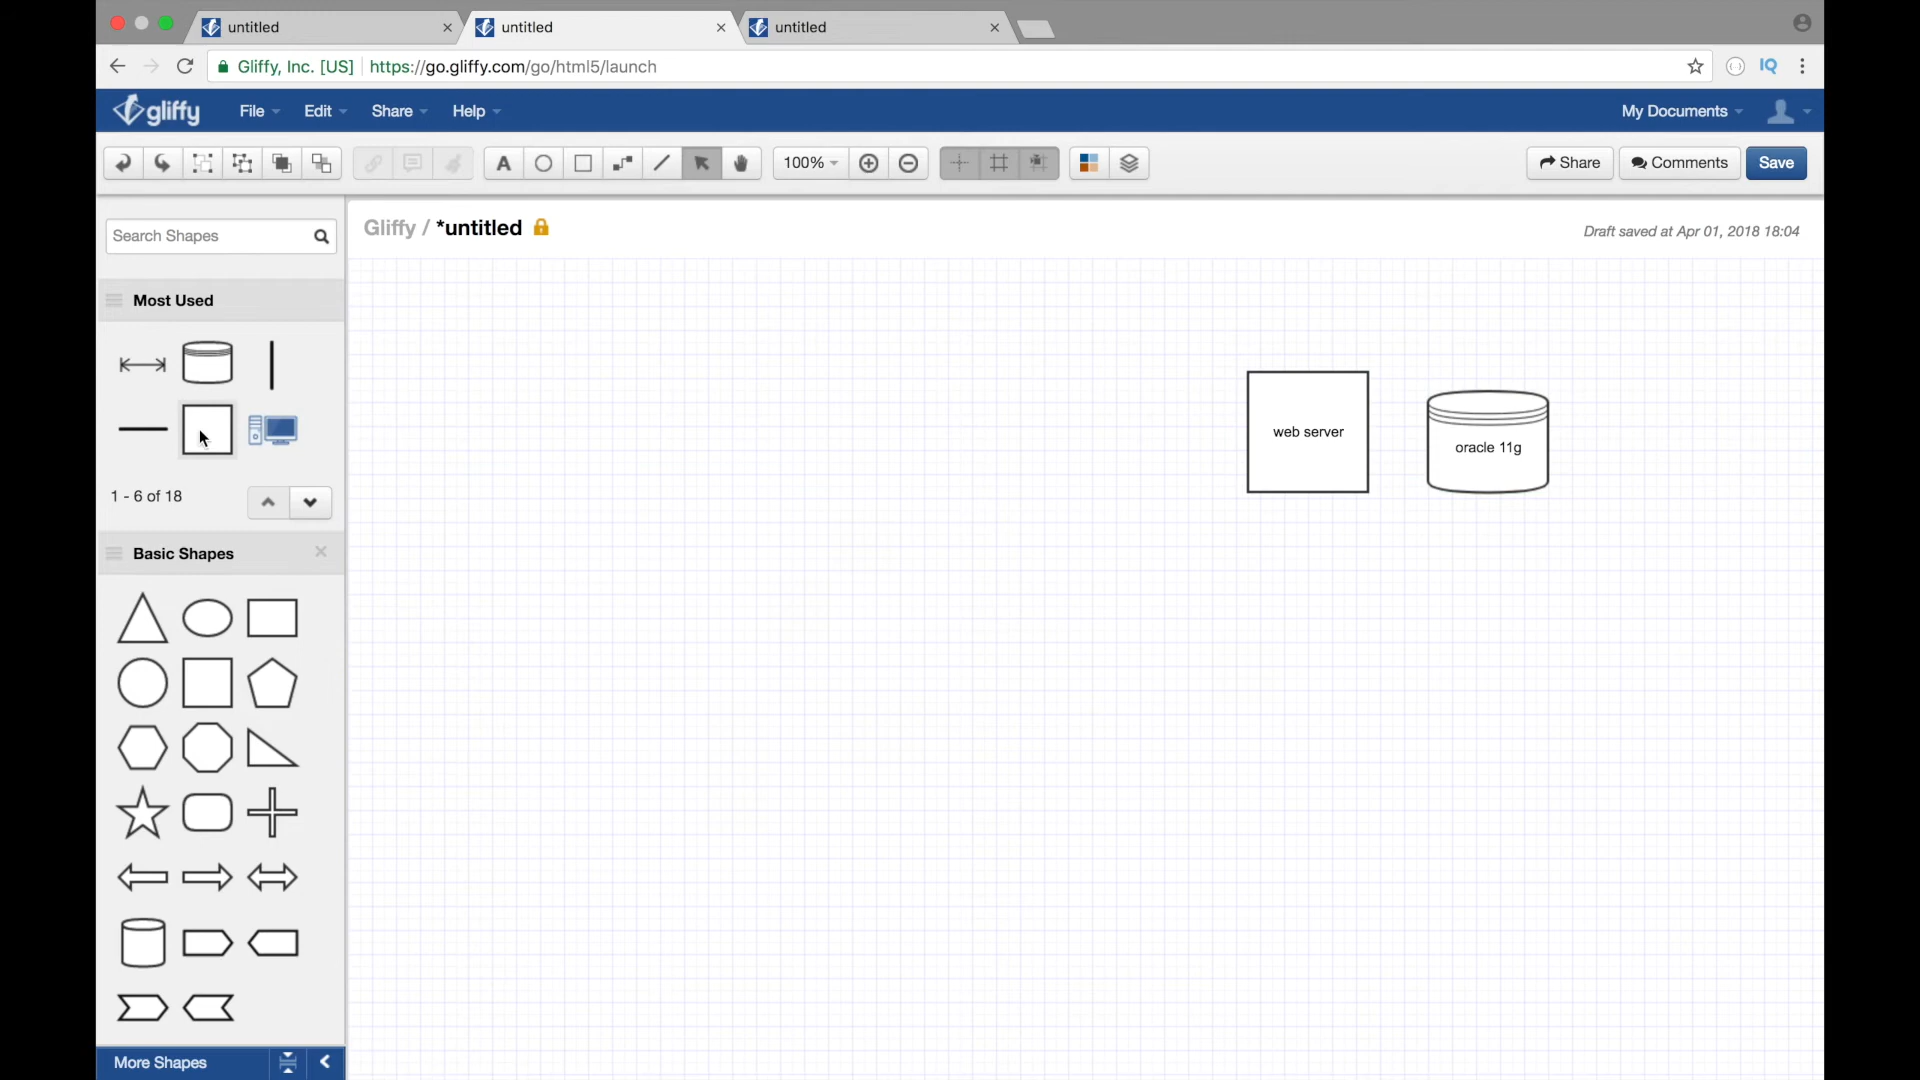 untitled
untitled
untitled
Gliffy, Inc. [US] https://go.gliffy.com/go/html5/launch
IQ
gliffy File Edit Share Help My Documents
A 100% Share Comments Save
Search Shapes
Gliffy / *untitled
Draft saved at Apr 01, 2018 18:04
Most Used
1 - 6 of 18
Basic Shapes
More Shapes
web server
oracle 11g